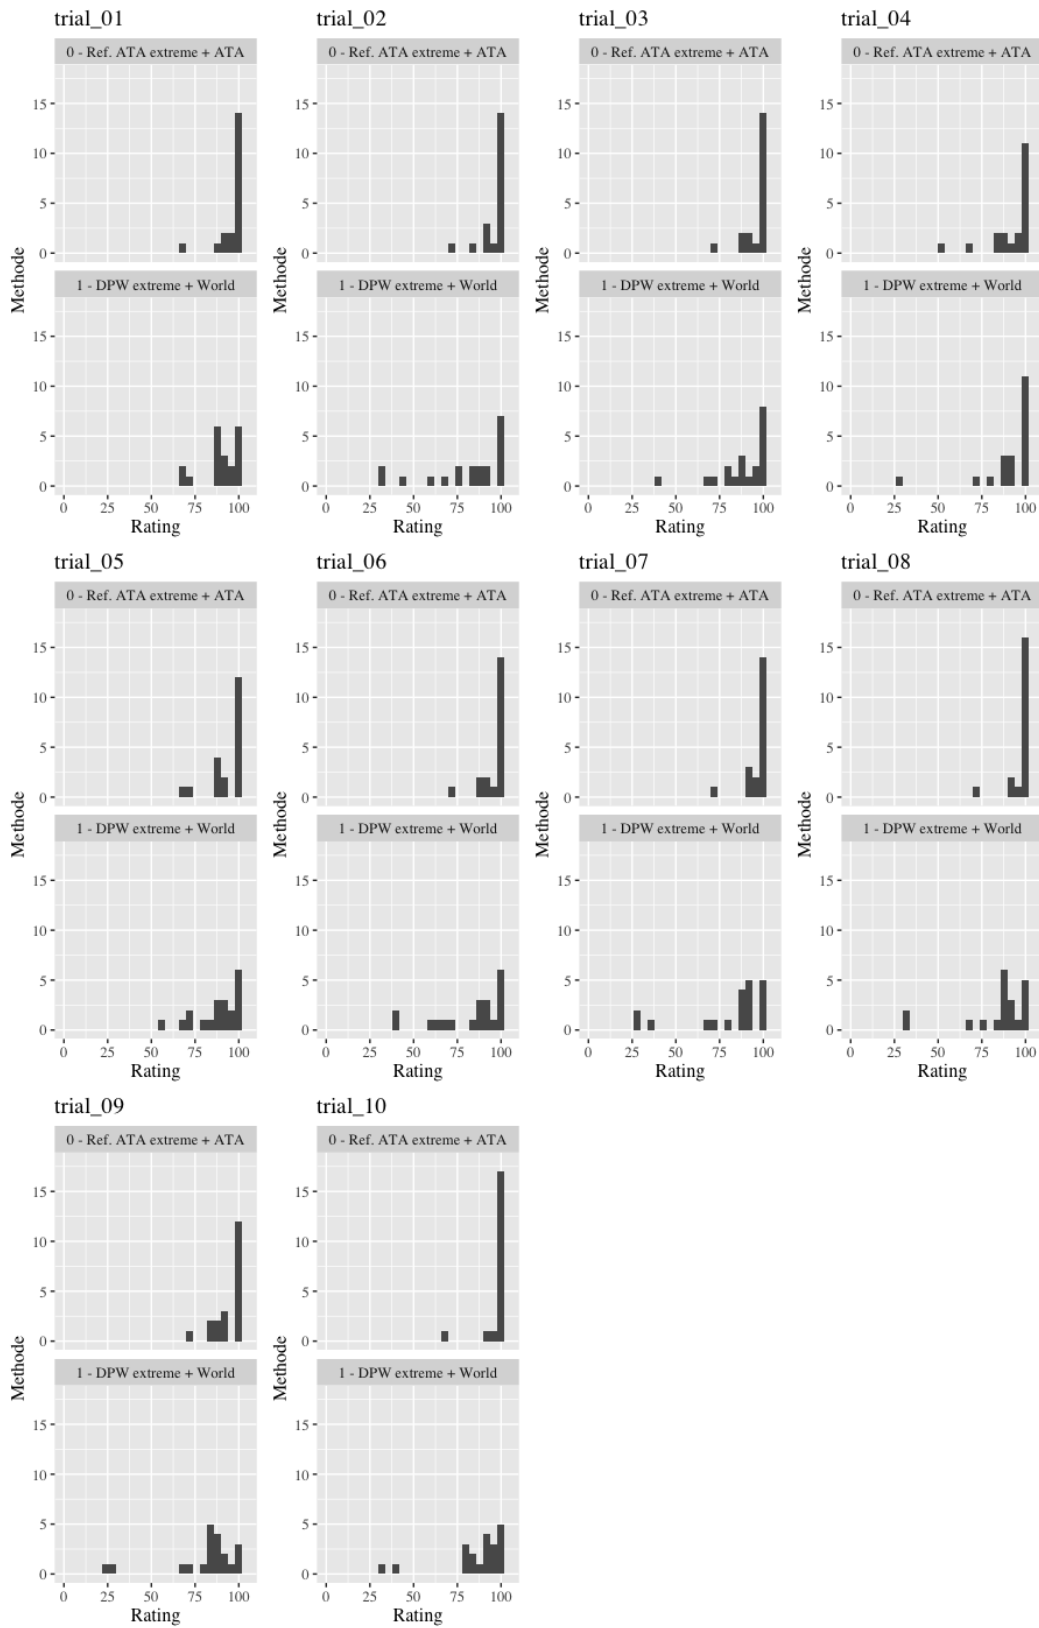 trial_01 trial_02 trial_03 trial_04
0 - Ref. ATA extreme + ATA 0 - Ref. ATA extreme + ATA 0 - Ref. ATA extreme + ATA 0 - Ref. ATA extreme + ATA
15 15 15 15
10 10 10 10
5 5 5 5
0 0 0 0
Methode Methode Methode Methode
1 - DPW extreme + World 1 - DPW extreme + World 1 - DPW extreme + World 1 - DPW extreme + World
15 15 15 15
10 10 10 10
5 5 5 5
0 0 0 0
0 25 50 75 100 0 25 50 75 100 0 25 50 75 100 0 25 50 75 100
Rating Rating Rating Rating
trial_05 trial_06 trial_07 trial_08
0 - Ref. ATA extreme + ATA 0 - Ref. ATA extreme + ATA 0 - Ref. ATA extreme + ATA 0 - Ref. ATA extreme + ATA
15 15 15 15
10 10 10 10
5 5 5 5
0 0 0 0
Methode Methode Methode Methode
1 - DPW extreme + World 1 - DPW extreme + World 1 - DPW extreme + World 1 - DPW extreme + World
15 15 15 15
10 10 10 10
5 5 5 5
0 0 0 0
0 25 50 75 100 0 25 50 75 100 0 25 50 75 100 0 25 50 75 100
Rating Rating Rating Rating
trial_09 trial_10
0 - Ref. ATA extreme + ATA 0 - Ref. ATA extreme + ATA
15 15
10 10
5 5
0 0
Methode Methode
1 - DPW extreme + World 1 - DPW extreme + World
15 15
10 10
5 5
0 0
0 25 50 75 100 0 25 50 75 100
Rating Rating